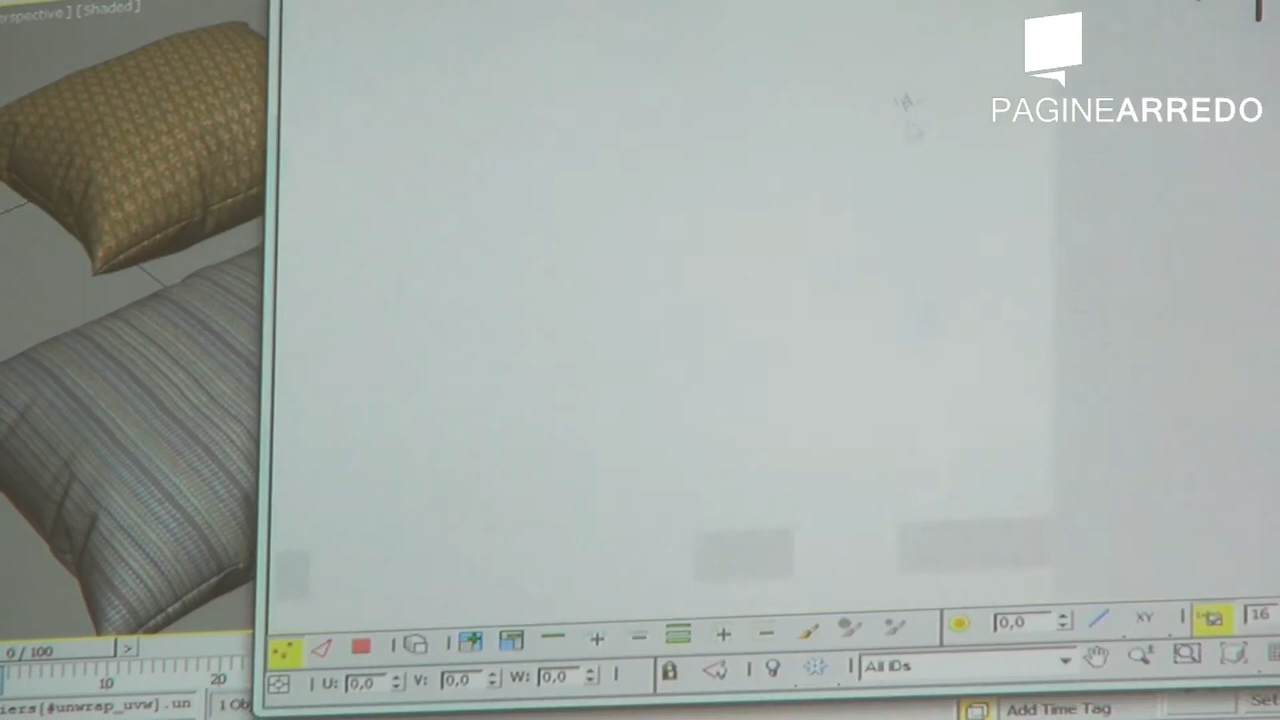 erspective ] [ Shaded ]
PAGINEARREDO
0,0
XY
16
0 / 100
>
U: 0,0 V: 0,0 W: 0,0
All IDs
10 20
iers[#unwrap_uvw].un
1 Ob
Add Time Tag
Set